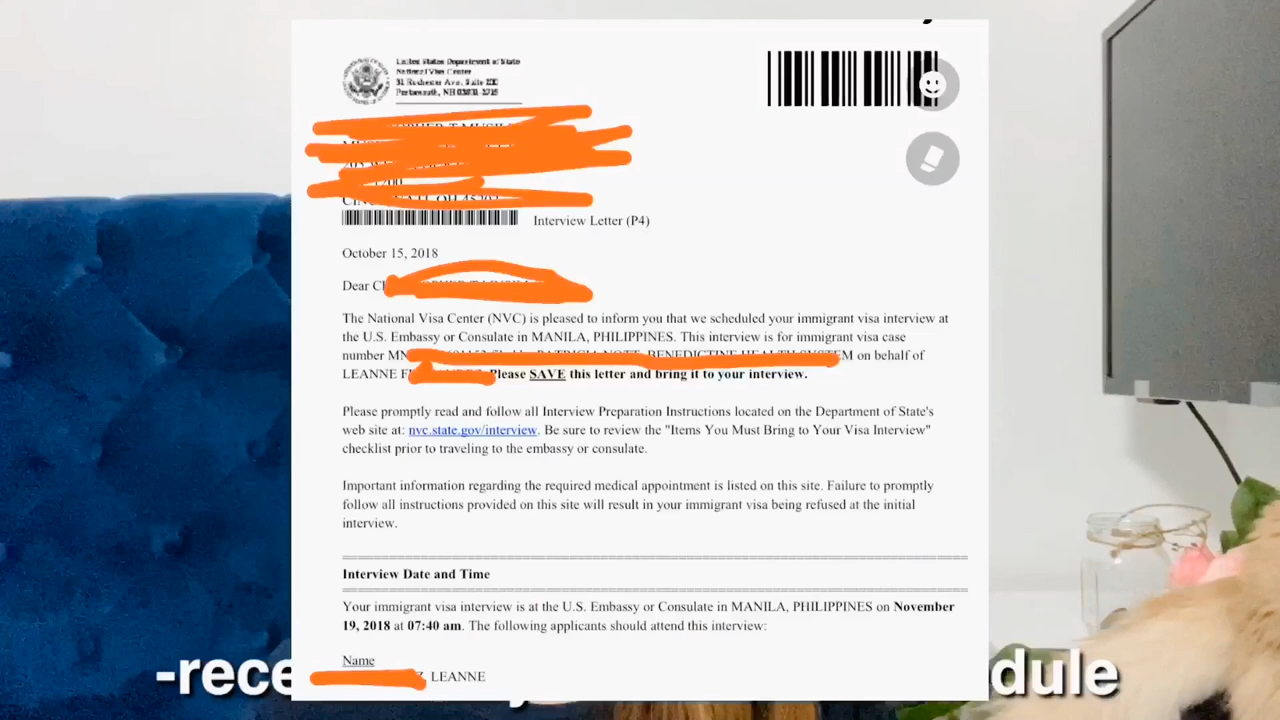 United States Department of State
National Visa Center
31 Rochester Ave. Suite
Portsmouth, NH
Interview Letter (P4)
October 15, 2018
Dear
The National Visa Center (NVC) is pleased to inform you that we scheduled your immigrant visa interview at
the U.S. Embassy or Consulate in MANILA, PHILIPPINES. This interview is for immigrant visa case
number on behalf of
LEANNE Please SAVE this letter and bring it to your interview.
Please promptly read and follow all Interview Preparation Instructions located on the Department of State's
web site at: nvc.state.gov/interview. Be sure to review the "Items You Must Bring to Your Visa Interview"
checklist prior to traveling to the embassy or consulate.
Important information regarding the required medical appointment is listed on this site. Failure to promptly
follow all instructions provided on this site will result in your immigrant visa being refused at the initial
interview.
Interview Date and Time
Your immigrant visa interview is at the U.S. Embassy or Consulate in MANILA, PHILIPPINES on November
19, 2018 at 07:40 am. The following applicants should attend this interview:
Name
LEANNE